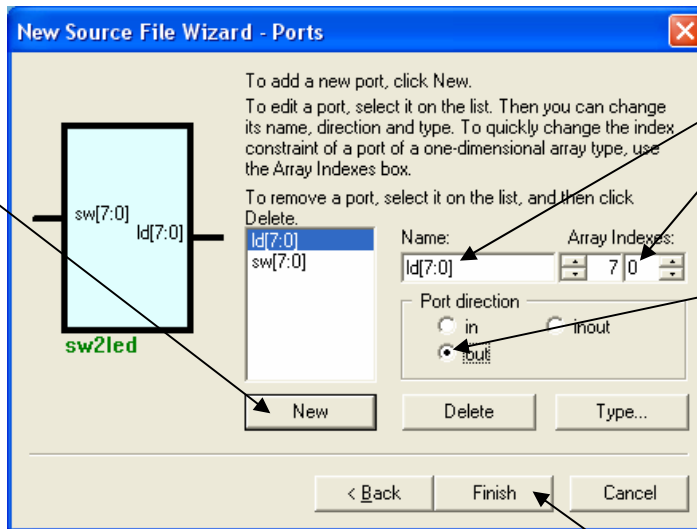 New Source File Wizard - Ports
To add a new port, click New.
To edit a port, select it on the list. Then you can change
its name, direction and type. To quickly change the index
constraint of a port of a one-dimensional array type, use
the Array Indexes box.
To remove a port, select it on the list, and then click
Delete.
sw[7:0]
ld[7:0]
sw2led
ld[7:0]
sw[7:0]
Name:
Array Indexes:
ld[7:0]
7
0
Port direction
in
inout
out
New
Delete
Type...
< Back
Finish
Cancel